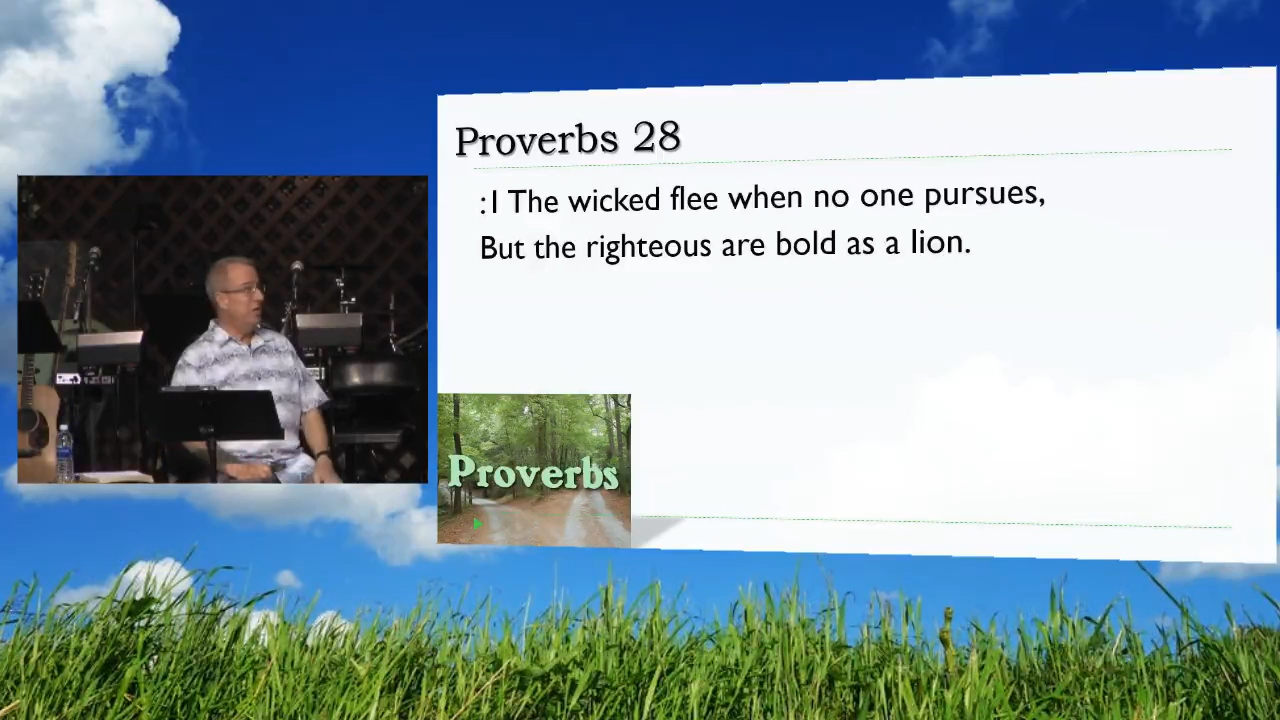 Proverbs 28
:1 The wicked flee when no one pursues,
But the righteous are bold as a lion.
Proverbs